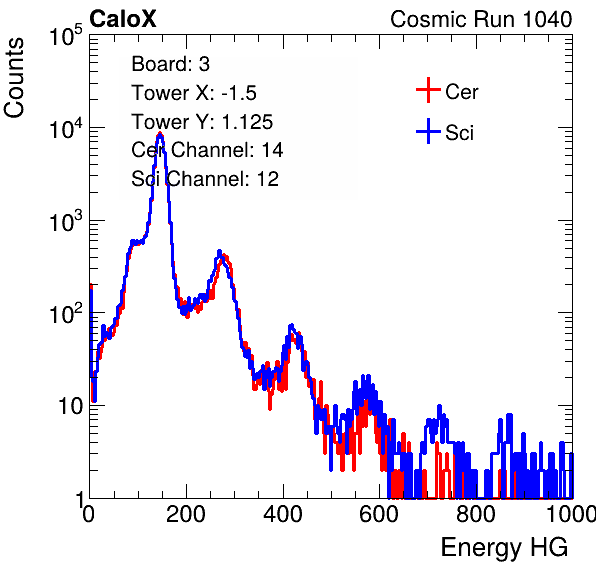 CaloX
Cosmic Run 1040
Counts
10^5
10^4
10^3
10^2
10
1
Board: 3
Tower X: -1.5
Tower Y: 1.125
Cer Channel: 14
Sci Channel: 12
Cer
Sci
0 200 400 600 800 1000
Energy HG